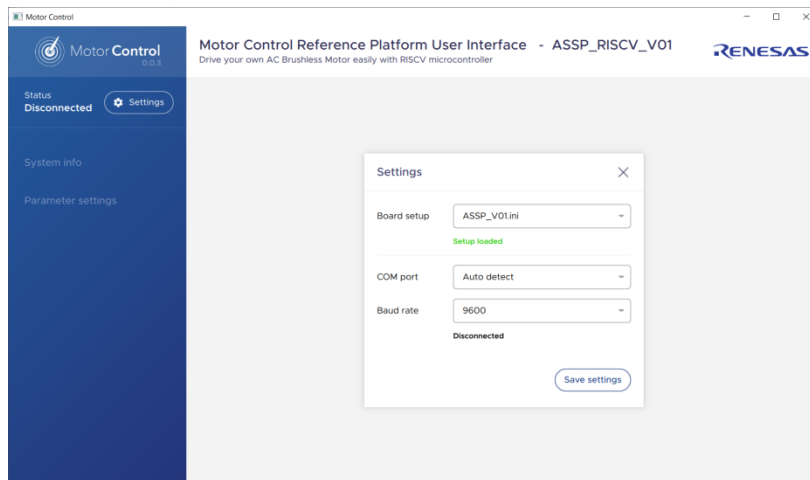 Motor Control
Motor Control
0.0.3
Motor Control Reference Platform User Interface - ASSP_RISCV_V01
Drive your own AC Brushless Motor easily with RISCV microcontroller
RENESAS
Status
Disconnected
Settings
System info
Parameter settings
Settings
Board setup
ASSP_V01.ini
Setup loaded
COM port
Auto detect
Baud rate
9600
Disconnected
Save settings